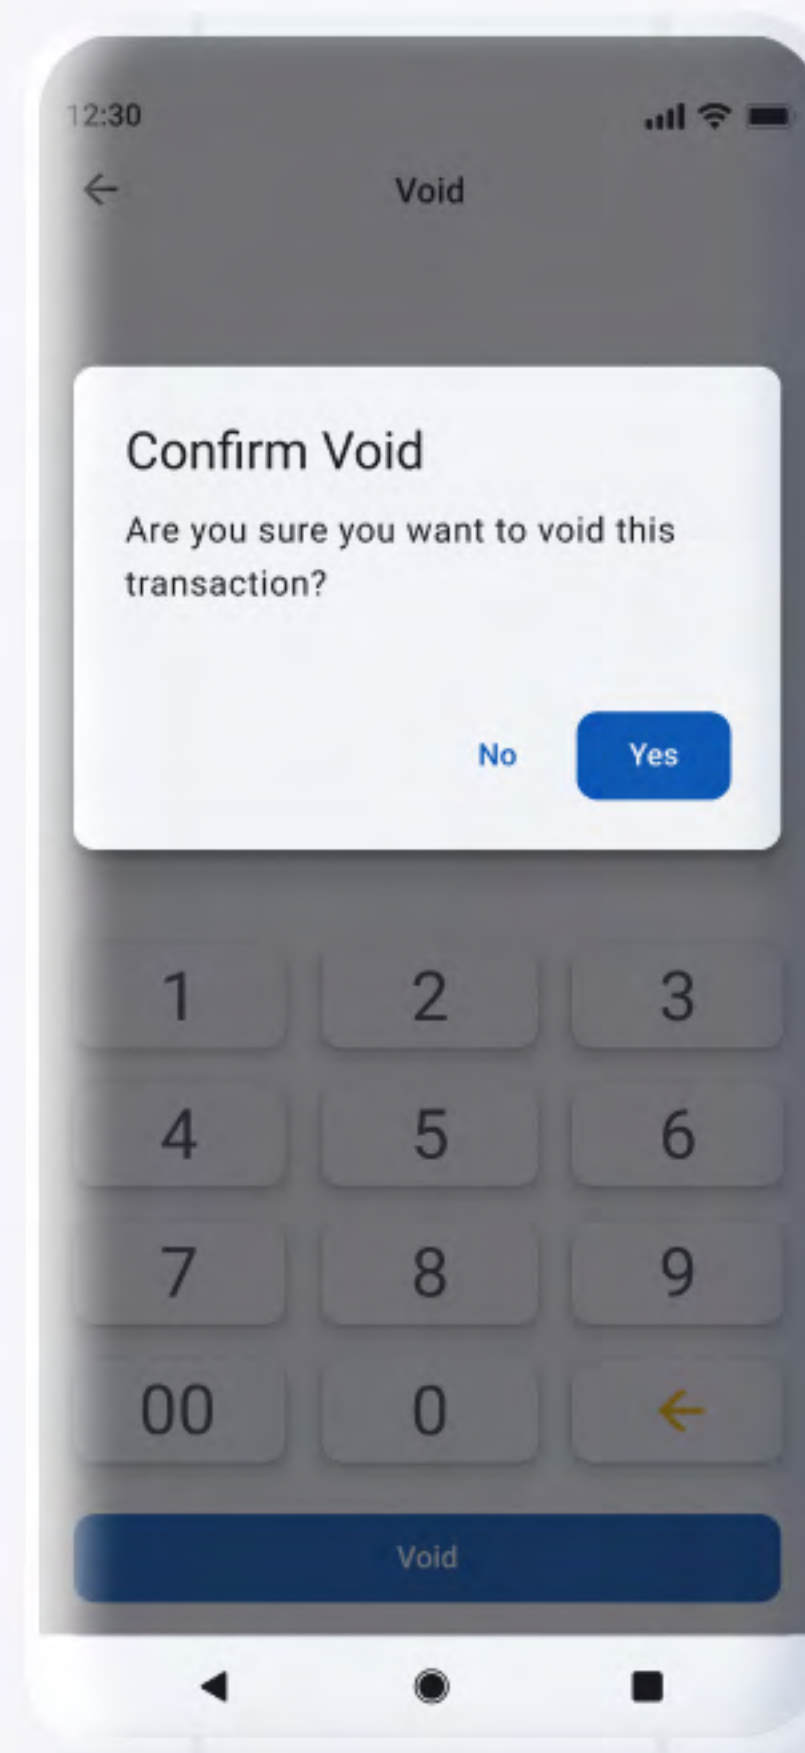 12:30
Void
Confirm Void
Are you sure you want to void this
transaction?
No Yes
1 2 3
4 5 6
7 8 9
00 0
Void